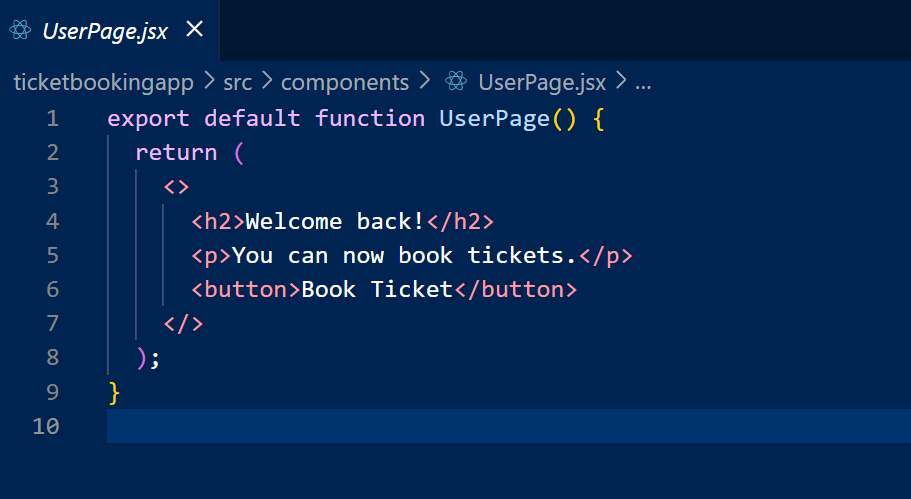 UserPage.jsx ×
ticketbookingapp > src > components > UserPage.jsx > ...
1 export default function UserPage() {
2   return (
3     <>
4       <h2>Welcome back!</h2>
5       <p>You can now book tickets.</p>
6       <button>Book Ticket</button>
7     </>
8   );
9 }
10